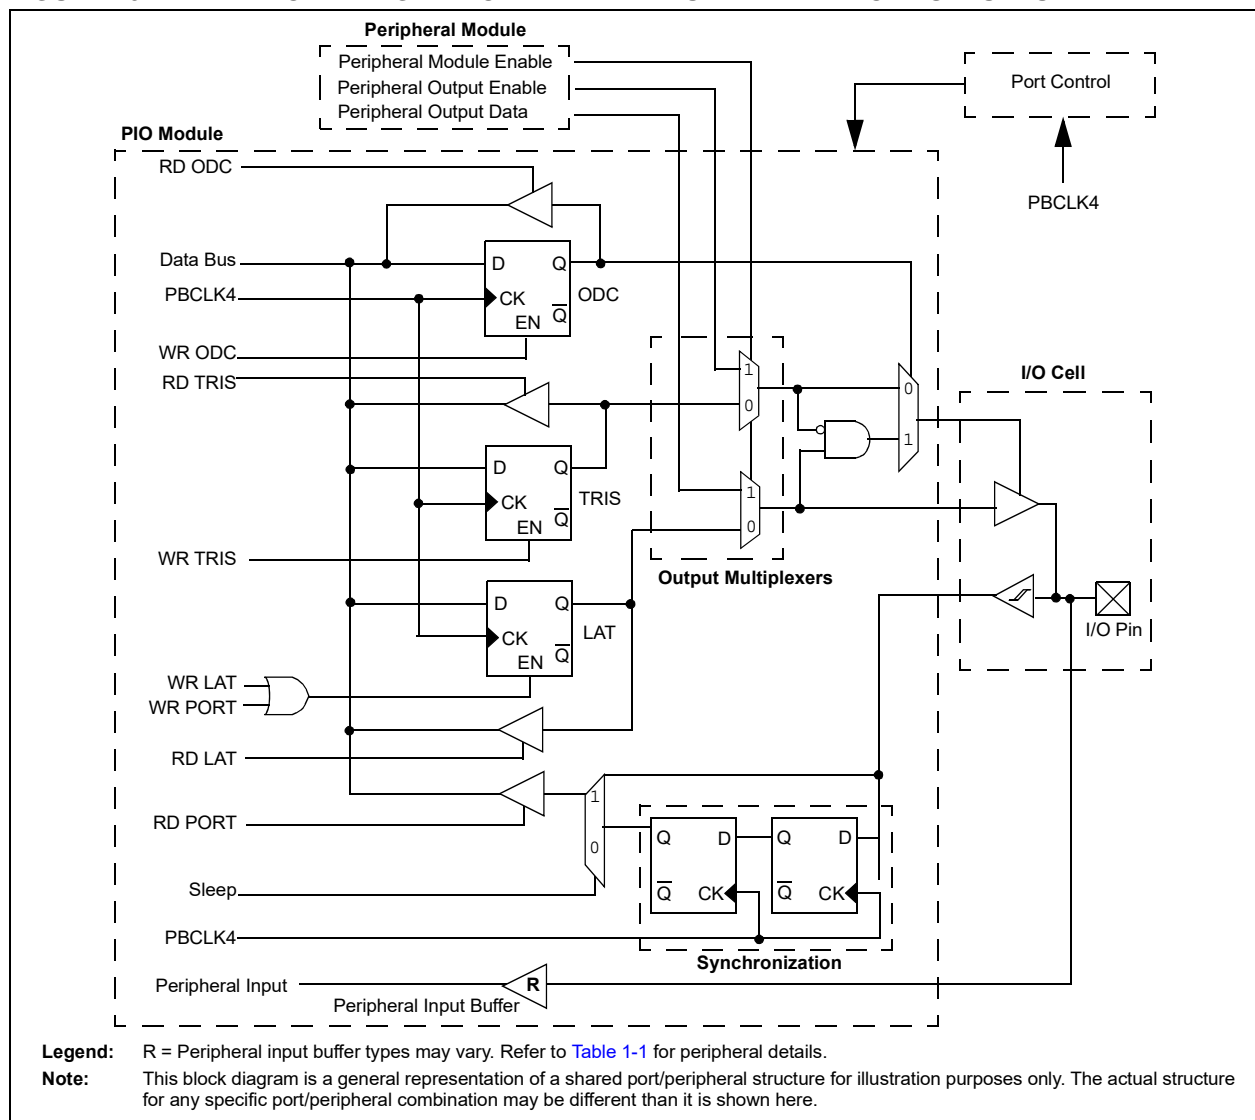 Peripheral Module
Peripheral Module Enable
Peripheral Output Enable
Peripheral Output Data
Port Control
PBCLK4
PIO Module
RD ODC
Data Bus
D
Q
PBCLK4
CK
ODC
EN
Q
WR ODC
RD TRIS
1
0
0
1
I/O Cell
D
Q
CK
TRIS
EN
Q
WR TRIS
1
0
Output Multiplexers
D
Q
CK
LAT
EN
Q
I/O Pin
WR LAT
WR PORT
RD LAT
RD PORT
1
0
Q
D
Q
D
Q
CK
Q
CK
Sleep
PBCLK4
Synchronization
Peripheral Input
R
Peripheral Input Buffer
Legend: R = Peripheral input buffer types may vary. Refer to Table 1-1 for peripheral details.
Note: This block diagram is a general representation of a shared port/peripheral structure for illustration purposes only. The actual structure
for any specific port/peripheral combination may be different than it is shown here.